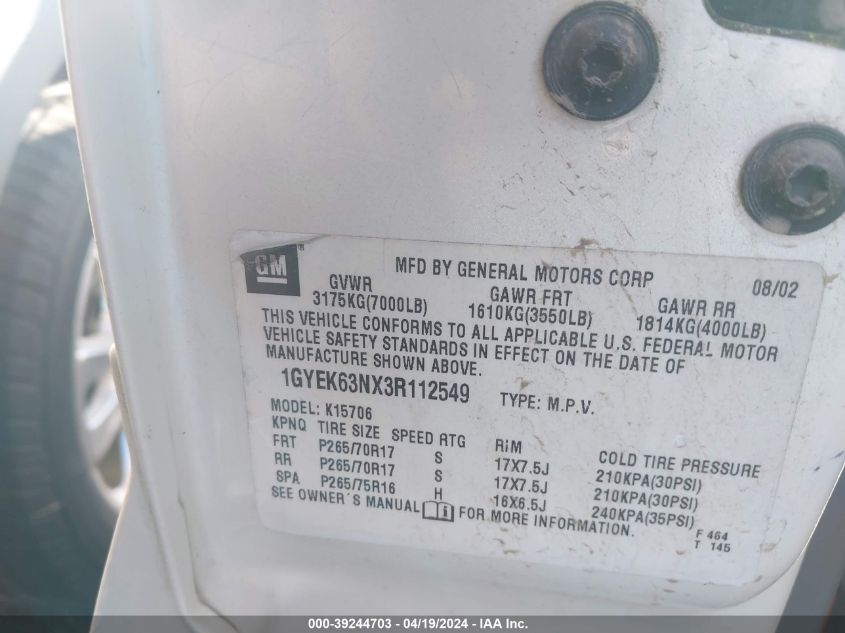 GM ®
MFD BY GENERAL MOTORS CORP 08/02
GVWR GAWR FRT GAWR RR
3175KG(7000LB) 1610KG(3550LB) 1814KG(4000LB)
THIS VEHICLE CONFORMS TO ALL APPLICABLE U.S. FEDERAL MOTOR
VEHICLE SAFETY STANDARDS IN EFFECT ON THE DATE OF
MANUFACTURE SHOWN ABOVE.
1GYEK63NX3R112549 TYPE: M.P.V.
MODEL: K15706
KPNQ TIRE SIZE SPEED RTG RIM COLD TIRE PRESSURE
FRT P265/70R17 S 17X7.5J 210KPA(30PSI)
RR P265/70R17 S 17X7.5J 210KPA(30PSI)
SPA P265/75R16 H 16X6.5J 240KPA(35PSI)
SEE OWNER'S MANUAL FOR MORE INFORMATION.
F 464
T 145
000-39244703 - 04/19/2024 - IAA Inc.